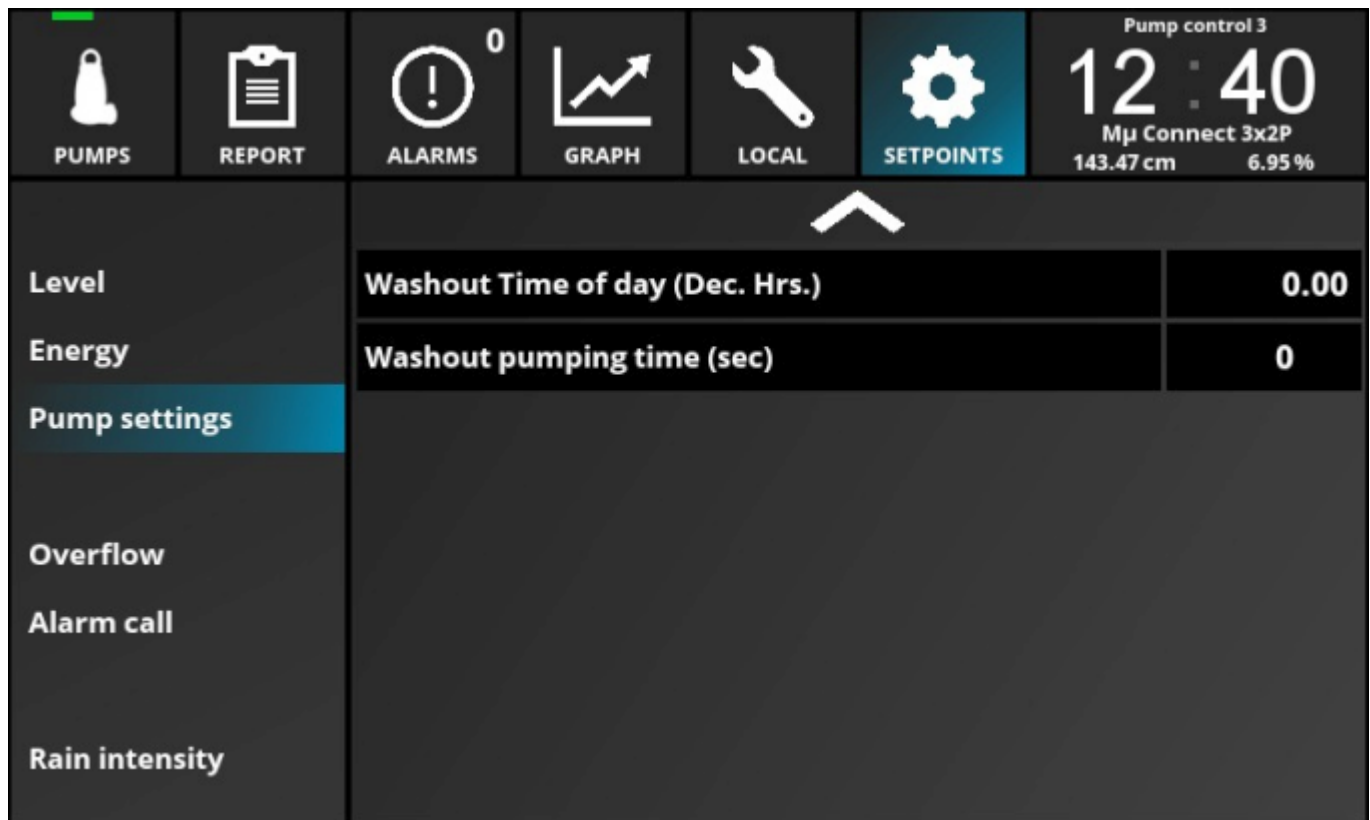 PUMPS
REPORT
0
ALARMS
GRAPH
LOCAL
SETPOINTS
Pump control 3
12 : 40
Mµ Connect 3x2P
143.47 cm 6.95 %
Level
Energy
Pump settings
Overflow
Alarm call
Rain intensity
Washout Time of day (Dec. Hrs.) 0.00
Washout pumping time (sec) 0